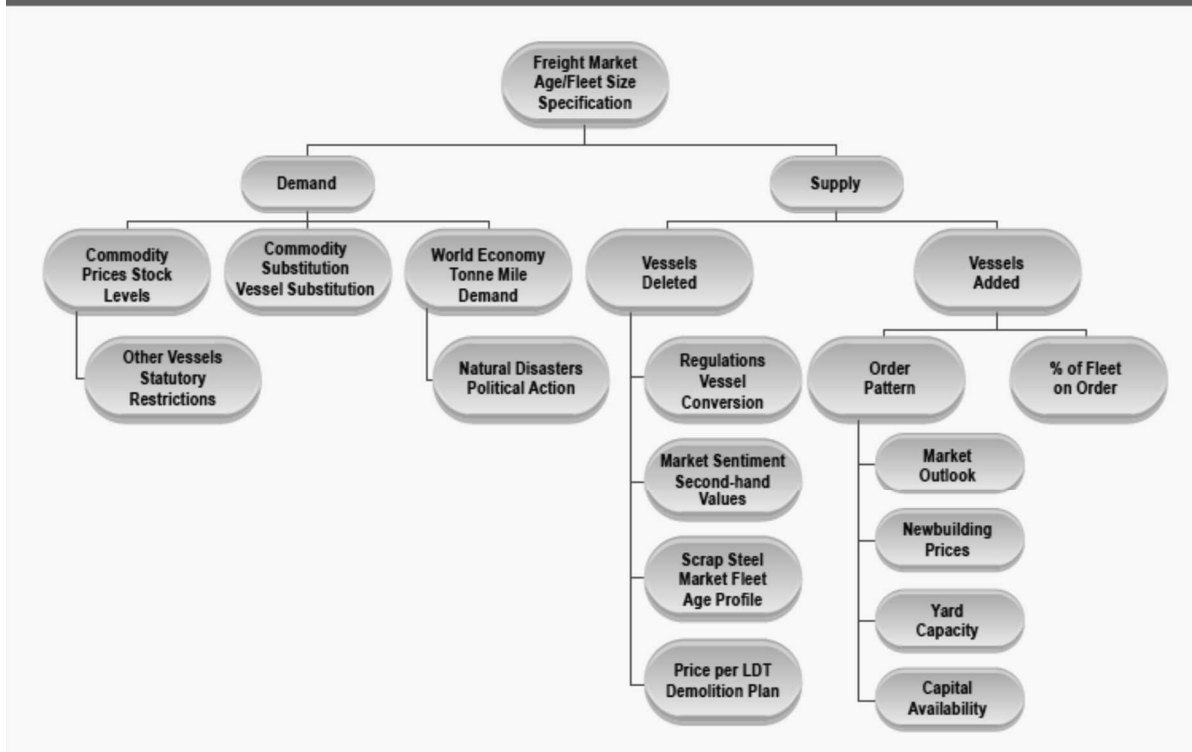 Freight Market
Age/Fleet Size
Specification
Demand
Supply
Commodity
Prices Stock
Levels
Commodity
Substitution
Vessel Substitution
World Economy
Tonne Mile
Demand
Vessels
Deleted
Vessels
Added
Other Vessels
Statutory
Restrictions
Natural Disasters
Political Action
Regulations
Vessel
Conversion
Order
Pattern
% of Fleet
on Order
Market Sentiment
Second-hand
Values
Market
Outlook
Newbuilding
Prices
Scrap Steel
Market Fleet
Age Profile
Yard
Capacity
Price per LDT
Demolition Plan
Capital
Availability